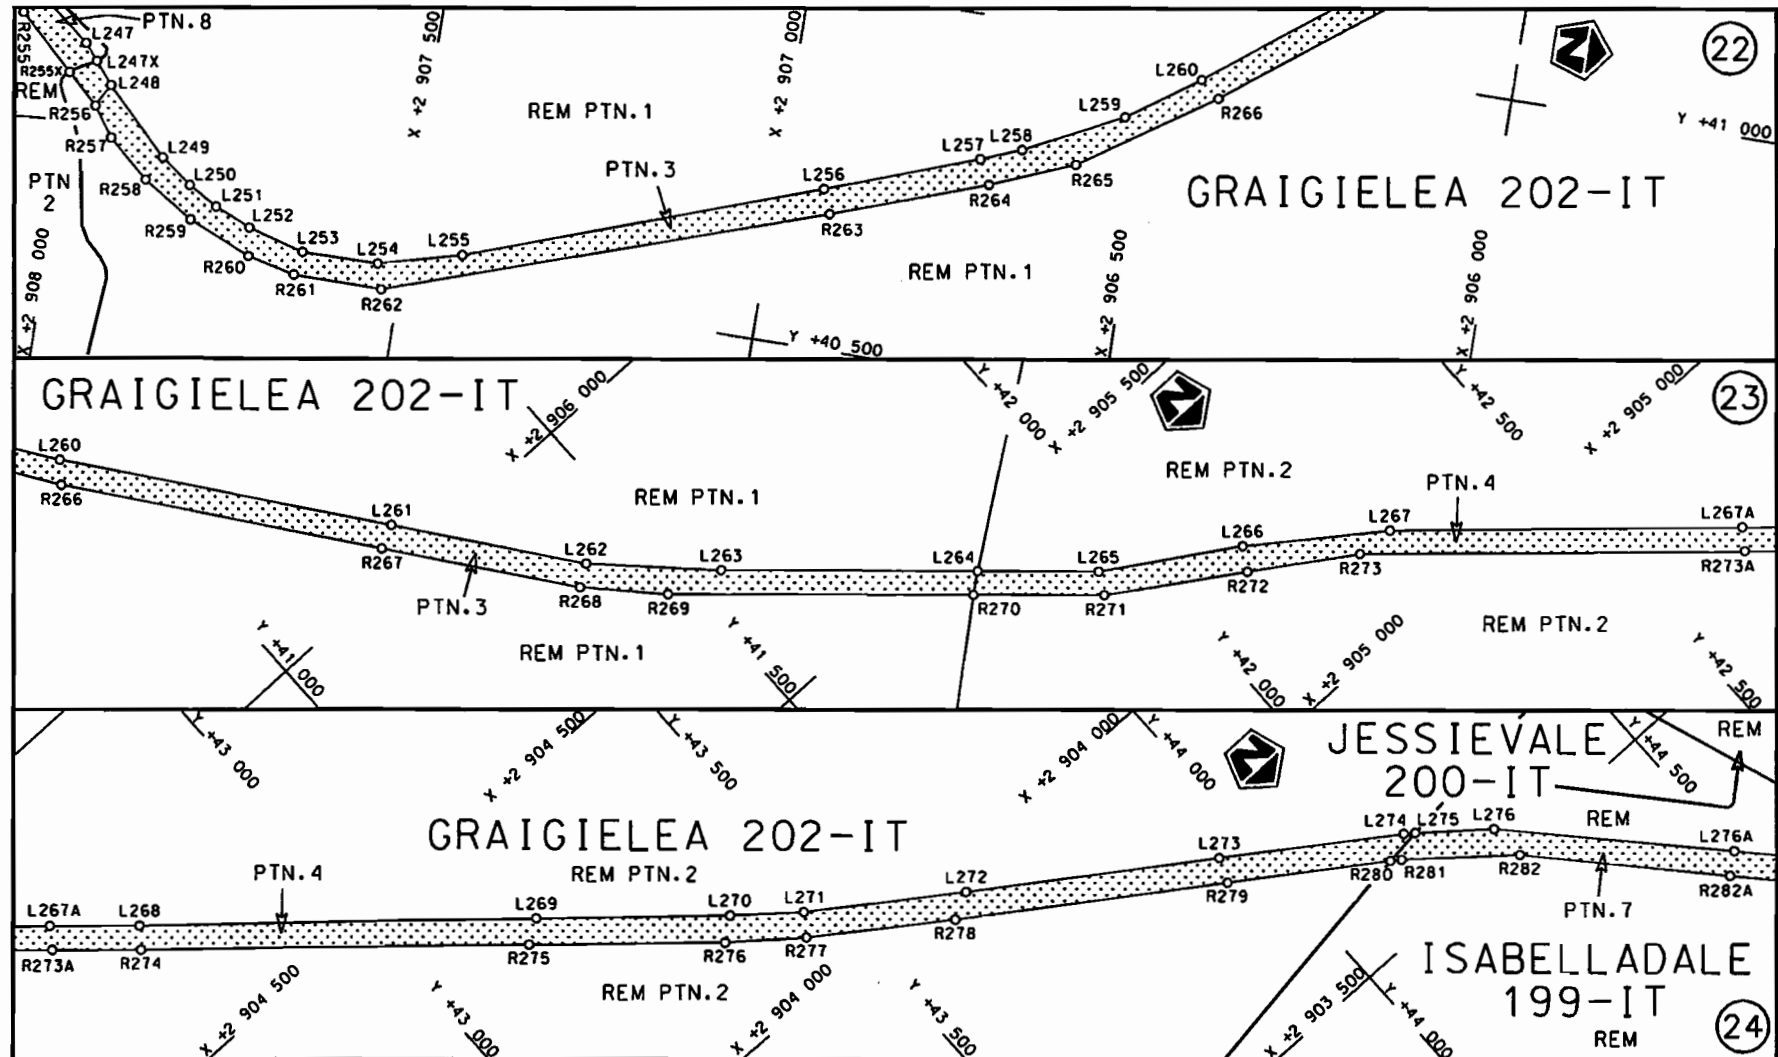 PTN.8
R255
L247
L247X
R255X
L248
REM
R256
R257
L249
R258
L250
PTN
2
L251
R259
L252
R260
L253
R261
L254
R262
L255
X +2 908 000
X +2 907 500
X +2 907 000
REM PTN.1
PTN.3
L256
R263
L257
L258
R264
L259
R265
L260
R266
N
22
Y +41 000
GRAIGIELEA 202-IT
REM PTN.1
Y +40 500
X +2 906 500
X +2 906 000
GRAIGIELEA 202-IT
X +2 906 000
Y +42 000
X +2 905 500
N
Y +42 500
X +2 905 000
23
L260
R266
REM PTN.1
L261
R267
PTN.3
L262
R268
L263
R269
L264
R270
L265
R271
REM PTN.2
L266
R272
L267
R273
PTN.4
L267A
R273A
Y +41 000
REM PTN.1
Y +41 500
Y +42 000
X +2 905 000
REM PTN.2
Y +42 500
Y +43 000
X +2 904 500
Y +43 500
X +2 904 000
Y +44 000
N
JESSIEVALE
200-IT
Y +44 500
REM
GRAIGIELEA 202-IT
REM PTN.2
PTN.4
L267A
R273A
L268
R274
L269
R275
L270
R276
L271
R277
L272
R278
L273
R279
L274
L275
L276
REM
L276A
R280
R281
R282
R282A
PTN.7
X +2 904 500
Y +43 000
REM PTN.2
X +2 904 000
Y +43 500
X +2 903 500
Y +44 000
ISABELLADALE
199-IT
REM
24